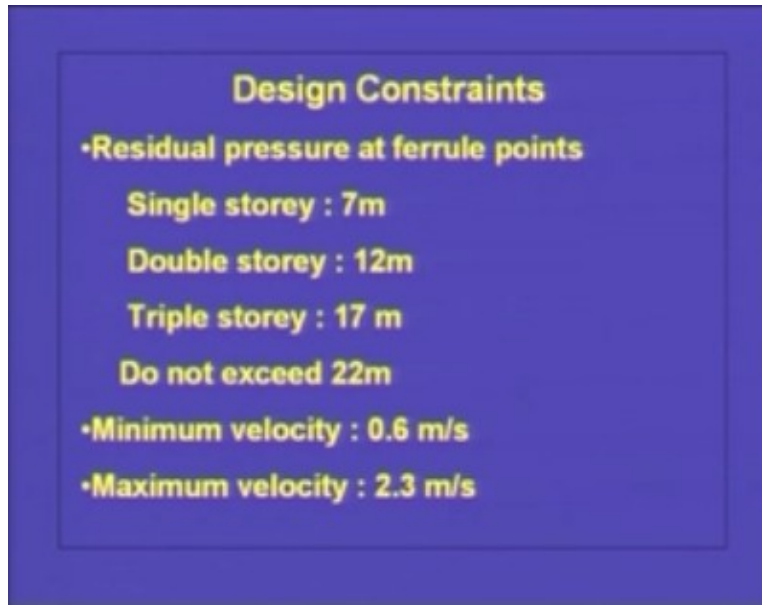 Design Constraints
•Residual pressure at ferrule points
Single storey : 7m
Double storey : 12m
Triple storey : 17 m
Do not exceed 22m
•Minimum velocity : 0.6 m/s
•Maximum velocity : 2.3 m/s